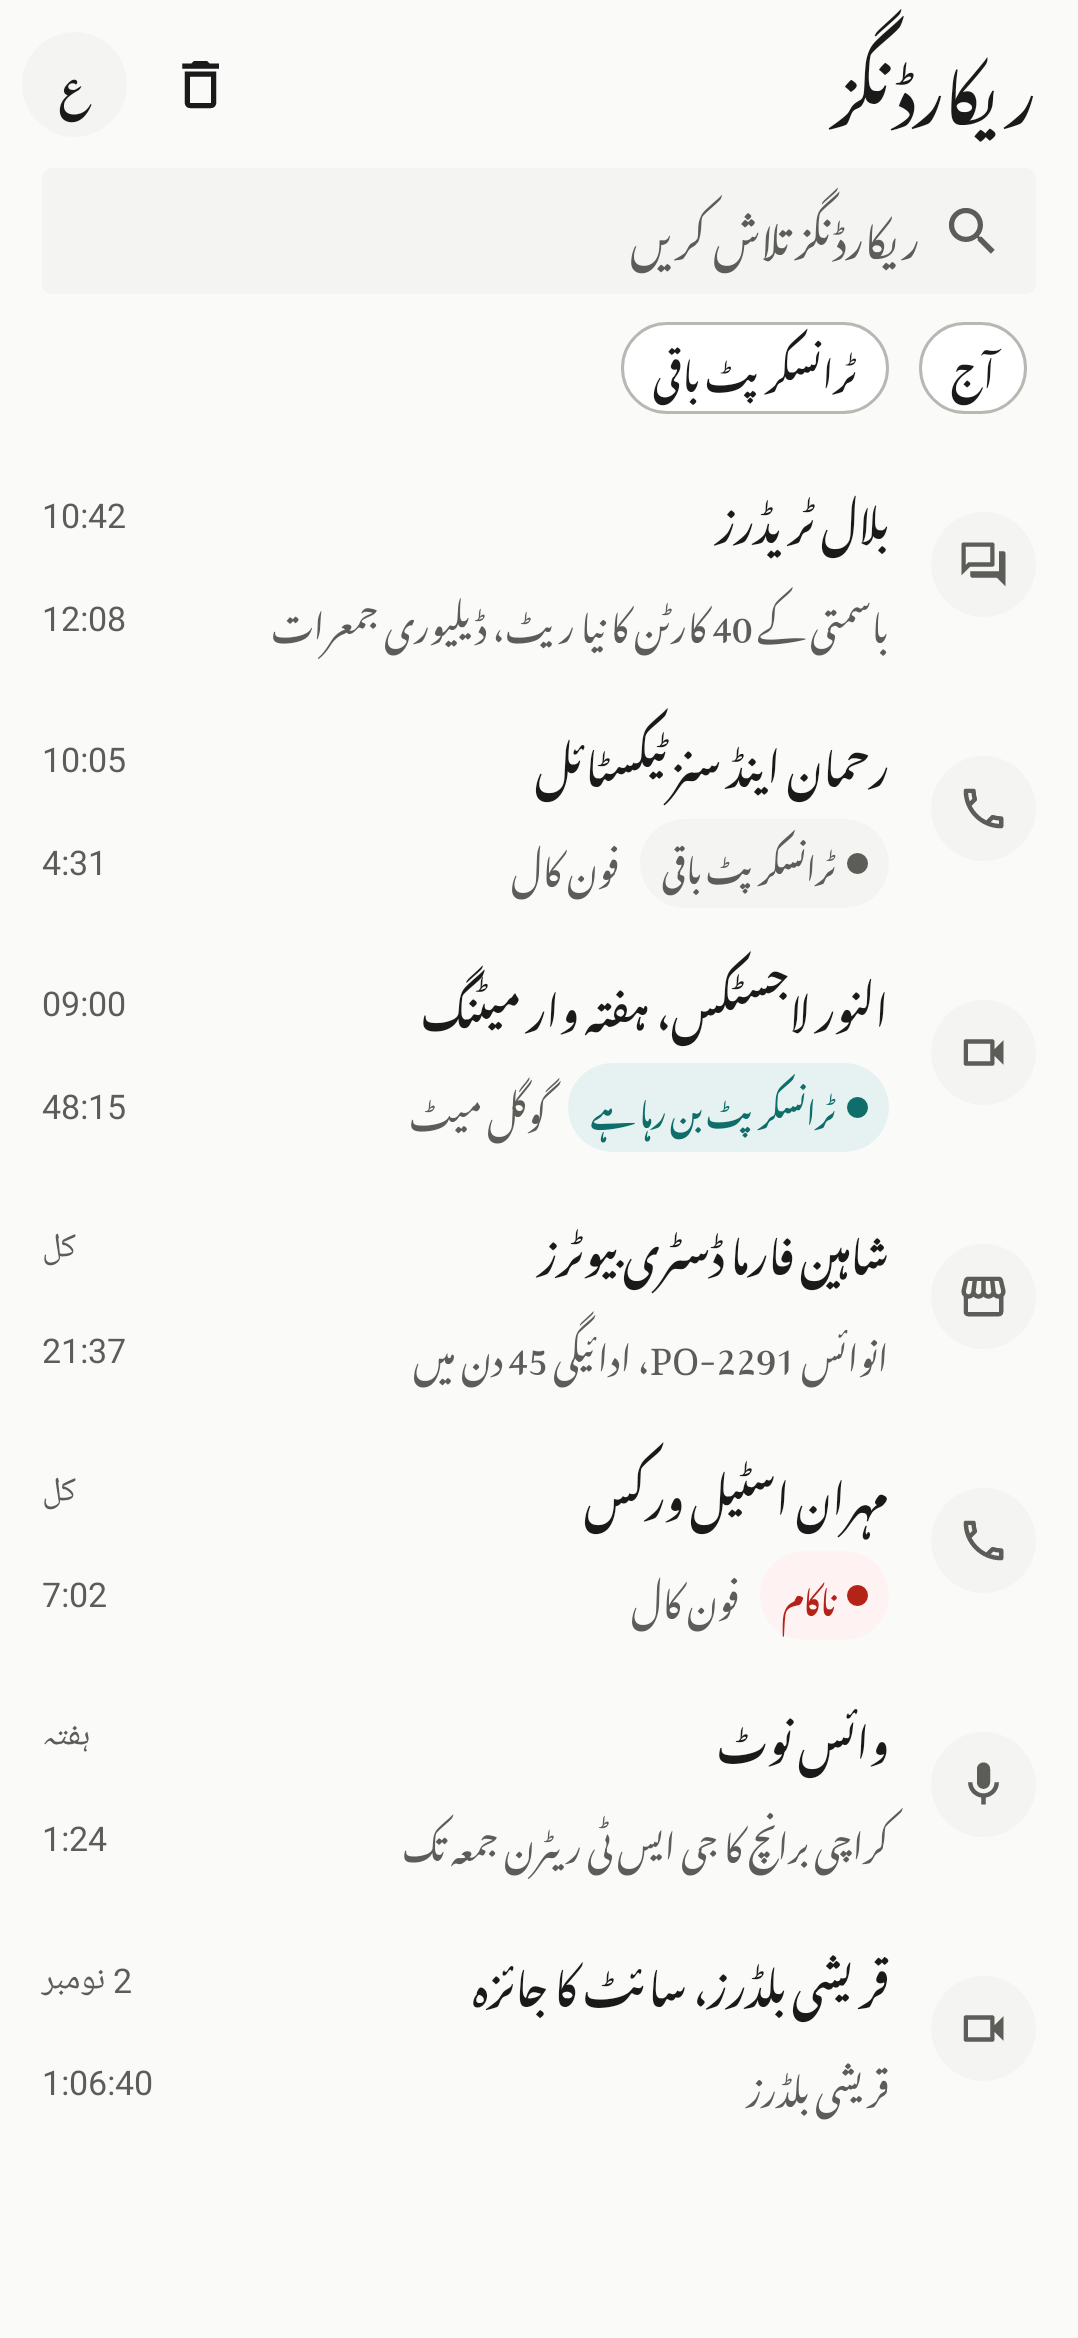 ریکارڈنگز
ع
ریکارڈنگز تلاش کریں
آج
ٹرانسکرپٹ باقی
بلال ٹریڈرز
10:42
باسمتی کے 40 کارٹن کا نیا ریٹ، ڈیلیوری جمعرات
12:08
رحمان اینڈ سنز ٹیکسٹائل
10:05
ٹرانسکرپٹ باقی
فون کال
4:31
النور لاجسٹکس، ہفتہ وار میٹنگ
09:00
ٹرانسکرپٹ بن رہا ہے
گوگل میٹ
48:15
شاہین فارما ڈسٹری بیوٹرز
کل
انوائس PO-2291، ادائیگی 45 دن میں
21:37
مہران اسٹیل ورکس
کل
ناکام
فون کال
7:02
وائس نوٹ
ہفتہ
کراچی برانچ کا جی ایس ٹی ریٹرن جمعہ تک
1:24
قریشی بلڈرز، سائٹ کا جائزہ
2 نومبر
قریشی بلڈرز
1:06:40